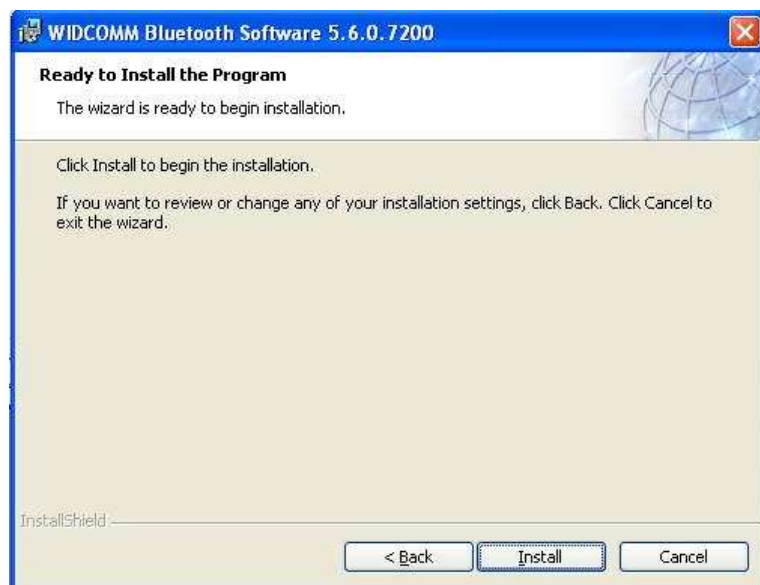 WIDCOMM Bluetooth Software 5.6.0.7200
Ready to Install the Program
The wizard is ready to begin installation.
Click Install to begin the installation.
If you want to review or change any of your installation settings, click Back. Click Cancel to
exit the wizard.
InstallShield
< Back Install Cancel